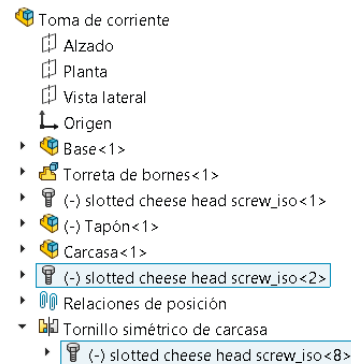 Toma de corriente
Alzado
Planta
Vista lateral
Origen
Base<1>
Torreta de bornes<1>
(-) slotted cheese head screw_iso<1>
(-) Tapón<1>
Carcasa<1>
(-) slotted cheese head screw_iso<2>
Relaciones de posición
Tornillo simétrico de carcasa
(-) slotted cheese head screw_iso<8>